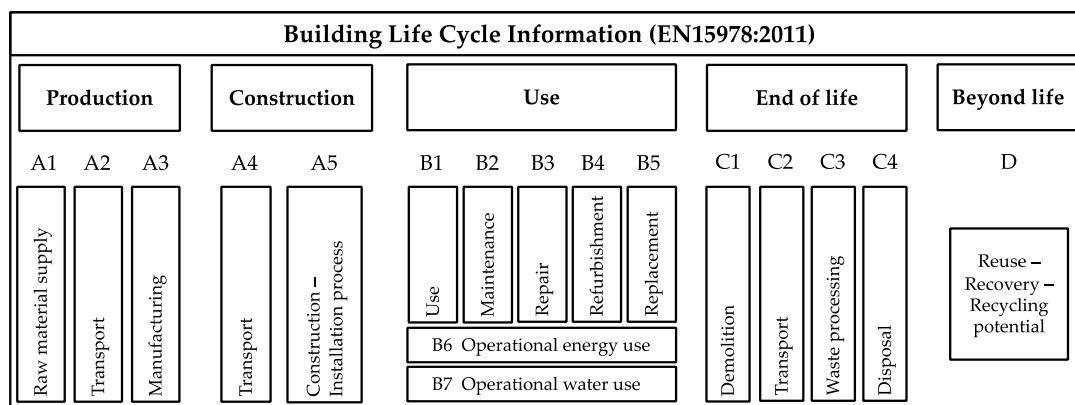 Building Life Cycle Information (EN15978:2011)
Production
Construction
Use
End of life
Beyond life
A1
A2
A3
A4
A5
B1
B2
B3
B4
B5
C1
C2
C3
C4
D
Raw material supply
Transport
Manufacturing
Transport
Construction –
Installation process
Use
Maintenance
Repair
Refurbishment
Replacement
B6 Operational energy use
B7 Operational water use
Demolition
Transport
Waste processing
Disposal
Reuse –
Recovery –
Recycling
potential